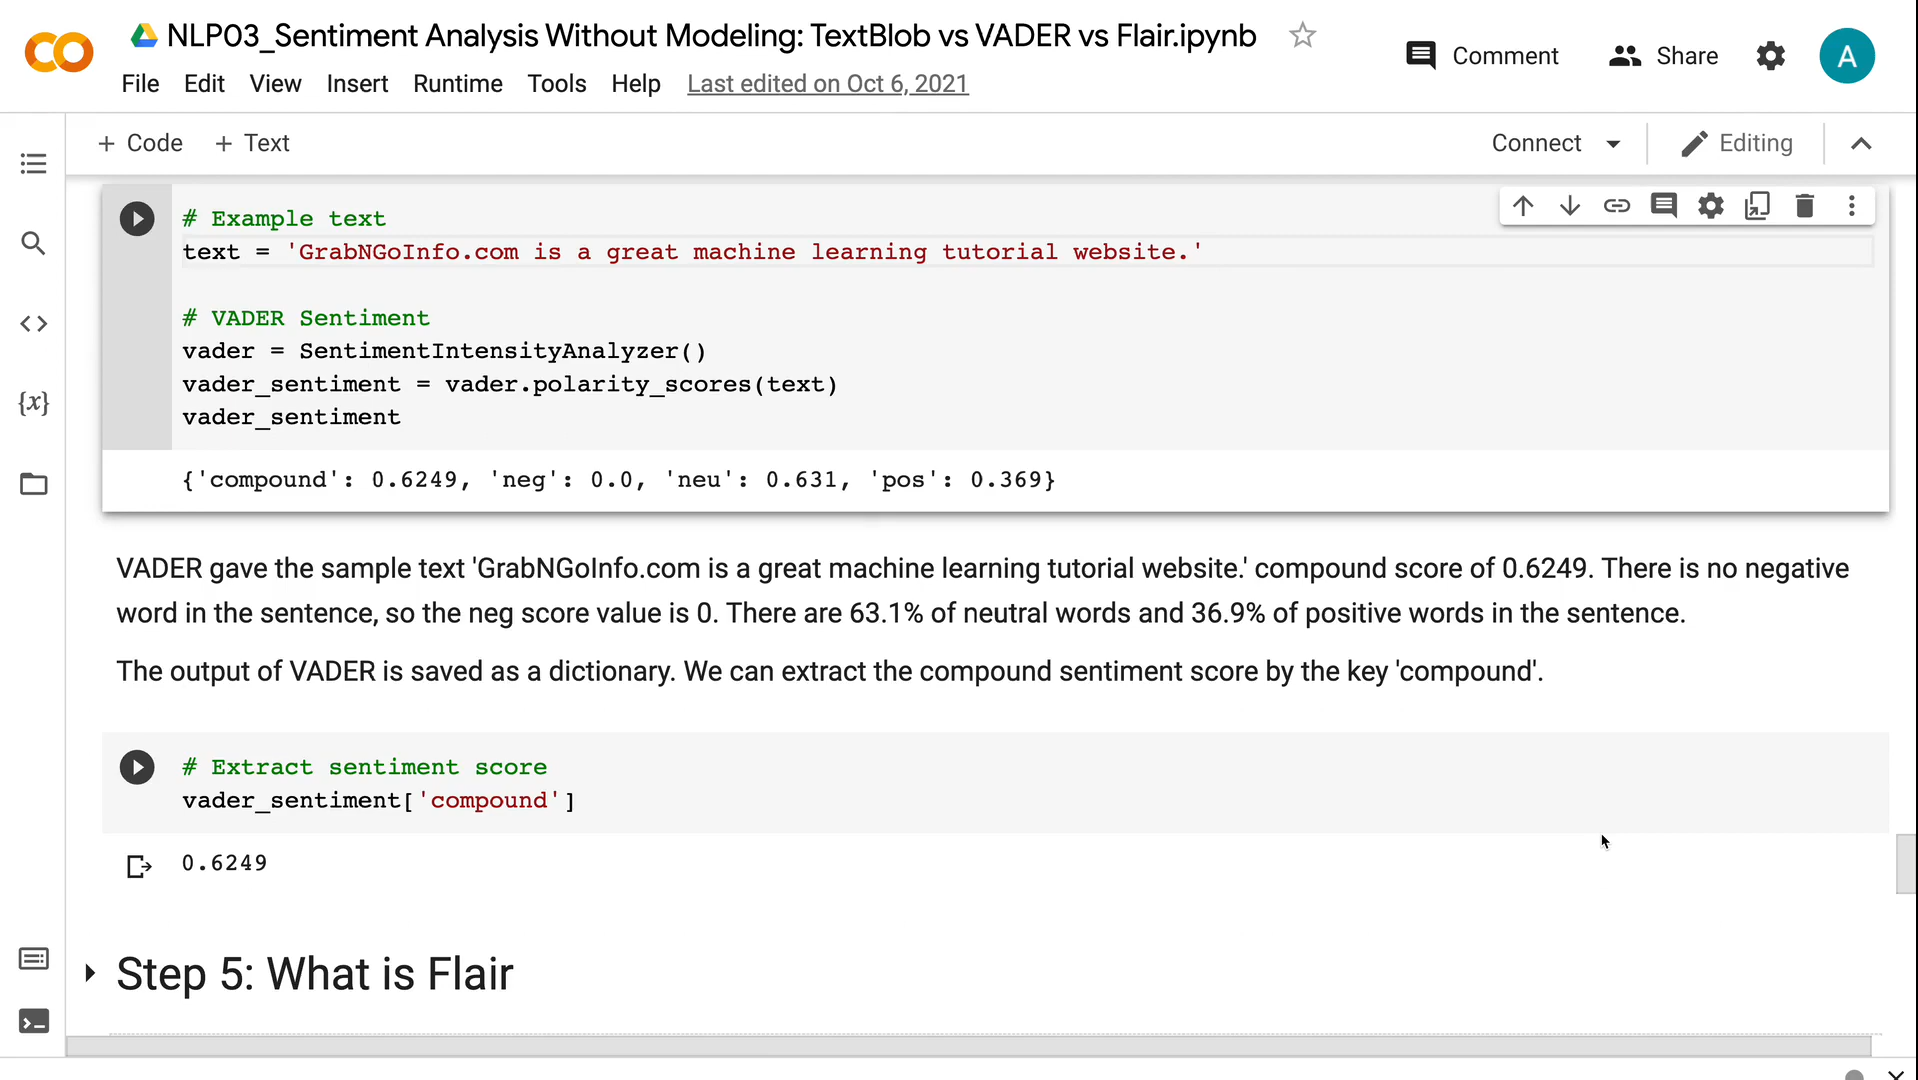 NLP03_Sentiment Analysis Without Modeling: TextBlob vs VADER vs Flair.ipynb
Comment
Share
A
File Edit View Insert Runtime Tools Help Last edited on Oct 6, 2021
+ Code + Text
Connect
Editing
# Example text
text = 'GrabNGoInfo.com is a great machine learning tutorial website.'
# VADER Sentiment
vader = SentimentIntensityAnalyzer()
vader_sentiment = vader.polarity_scores(text)
vader_sentiment
{'compound': 0.6249, 'neg': 0.0, 'neu': 0.631, 'pos': 0.369}
VADER gave the sample text 'GrabNGoInfo.com is a great machine learning tutorial website.' compound score of 0.6249. There is no negative
word in the sentence, so the neg score value is 0. There are 63.1% of neutral words and 36.9% of positive words in the sentence.
The output of VADER is saved as a dictionary. We can extract the compound sentiment score by the key 'compound'.
# Extract sentiment score
vader_sentiment['compound']
0.6249
Step 5: What is Flair